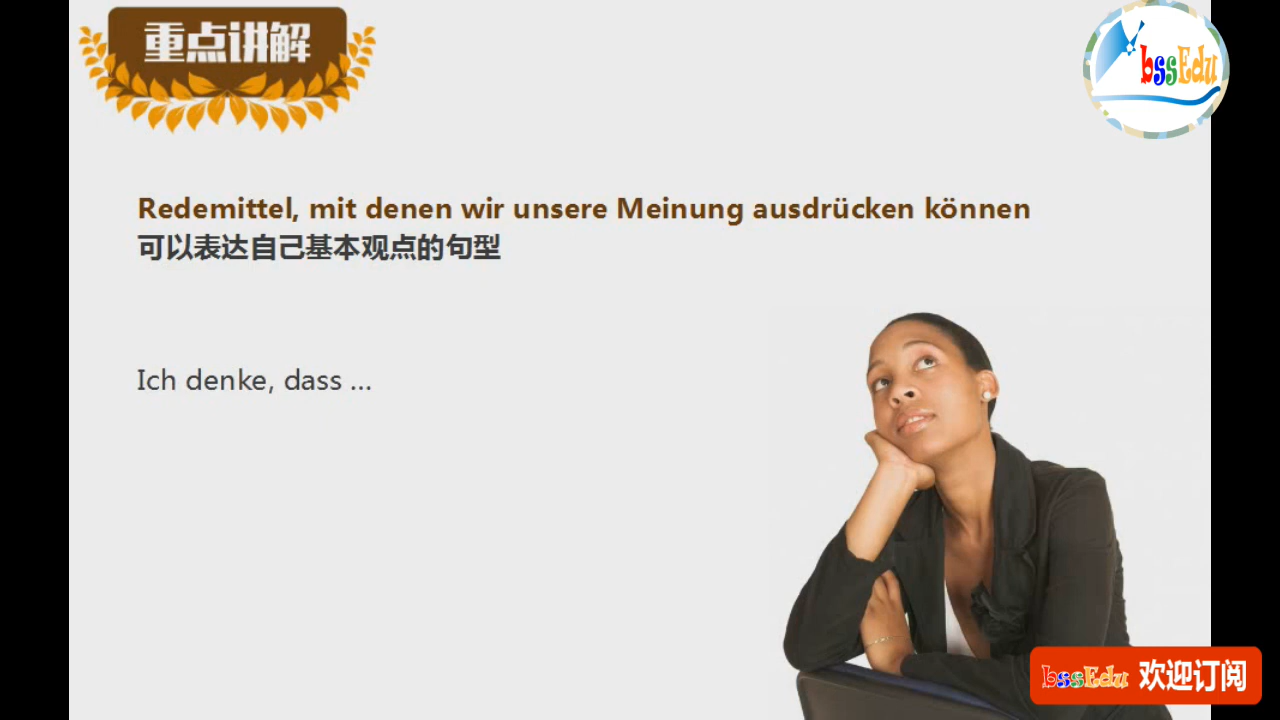 重点讲解
bssEdu
Redemittel, mit denen wir unsere Meinung ausdrücken können
可以表达自己基本观点的句型
Ich denke, dass ...
bssEdu 欢迎订阅